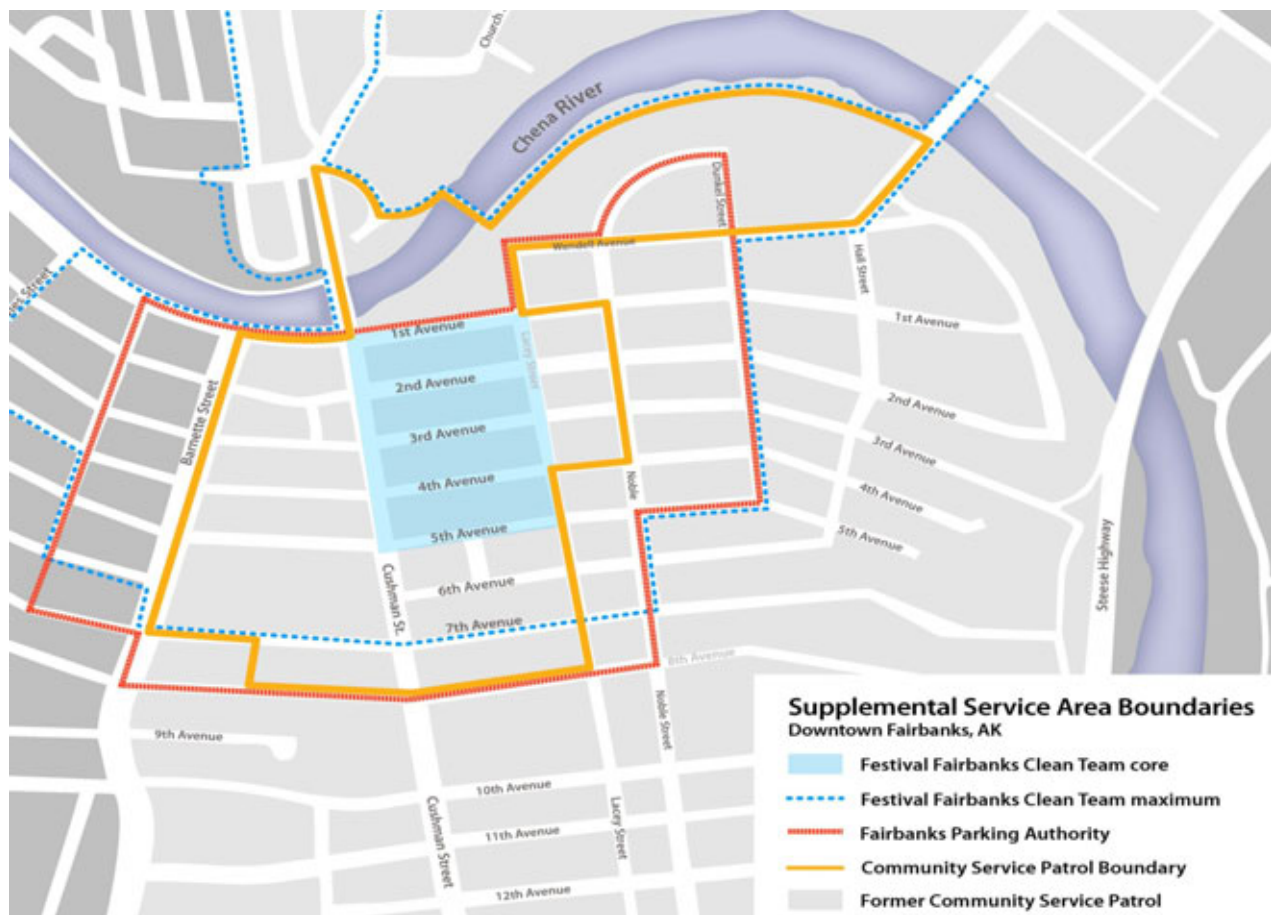 Church
Chena River
Dunkel Street
Wendell Avenue
Hall Street
Street
1st Avenue
1st Avenue
Lacey Street
2nd Avenue
Barnette Street
2nd Avenue
3rd Avenue
3rd Avenue
4th Avenue
Noble
4th Avenue
5th Avenue
5th Avenue
Steese Highway
Cushman St.
6th Avenue
7th Avenue
8th Avenue
Noble Street
9th Avenue
10th Avenue
Cushman Street
Lacey Street
11th Avenue
12th Avenue
Supplemental Service Area Boundaries
Downtown Fairbanks, AK
Festival Fairbanks Clean Team core
Festival Fairbanks Clean Team maximum
Fairbanks Parking Authority
Community Service Patrol Boundary
Former Community Service Patrol